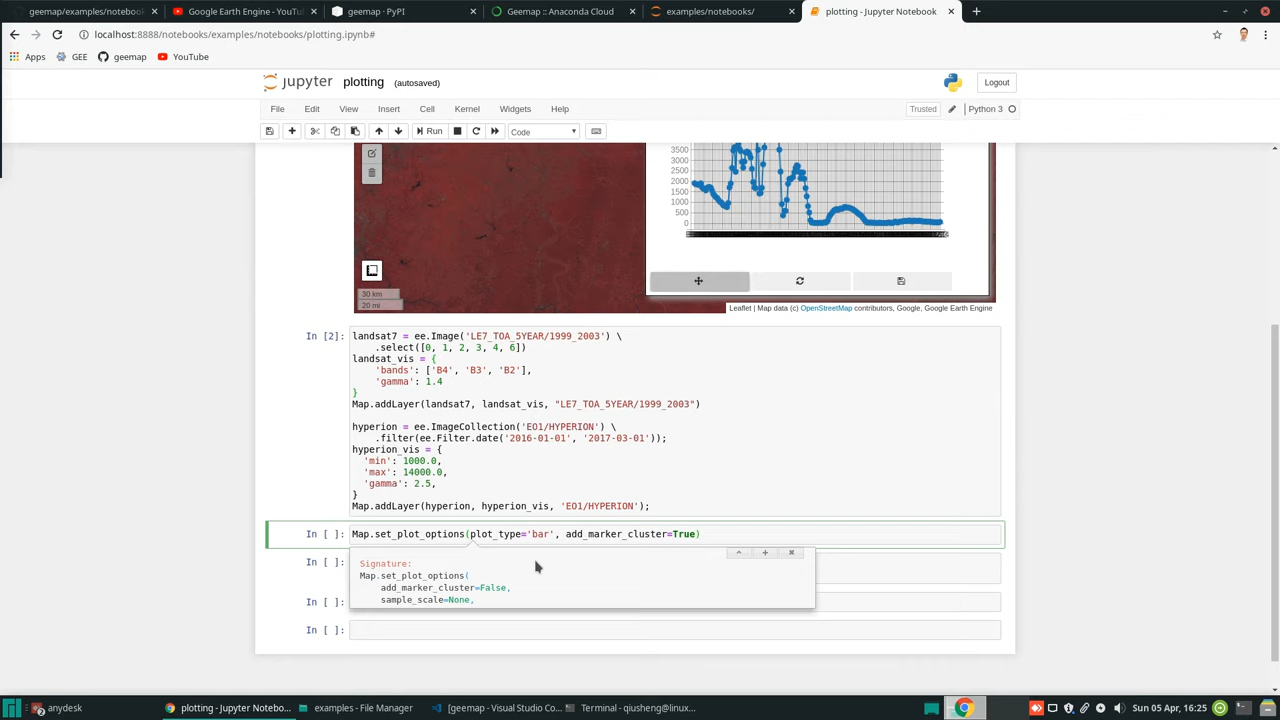 geemap/examples/notebook
Google Earth Engine - YouTu
geemap · PyPI
Geemap :: Anaconda Cloud
examples/notebooks/
plotting - Jupyter Notebook
localhost:8888/notebooks/examples/notebooks/plotting.ipynb#
Apps GEE geemap YouTube
jupyter plotting (autosaved) Logout
File Edit View Insert Cell Kernel Widgets Help Trusted Python 3
Run Code
3500
3000
2500
2000
1500
1000
500
0
30 km
20 mi
Leaflet | Map data (c) OpenStreetMap contributors, Google, Google Earth Engine
In [2]: landsat7 = ee.Image('LE7_TOA_5YEAR/1999_2003') \
.select([0, 1, 2, 3, 4, 6])
landsat_vis = {
'bands': ['B4', 'B3', 'B2'],
'gamma': 1.4
}
Map.addLayer(landsat7, landsat_vis, "LE7_TOA_5YEAR/1999_2003")
hyperion = ee.ImageCollection('EO1/HYPERION') \
.filter(ee.Filter.date('2016-01-01', '2017-03-01'));
hyperion_vis = {
'min': 1000.0,
'max': 14000.0,
'gamma': 2.5,
}
Map.addLayer(hyperion, hyperion_vis, 'EO1/HYPERION');
In [ ]: Map.set_plot_options(plot_type='bar', add_marker_cluster=True)
In [ ]:
Signature:
Map.set_plot_options(
add_marker_cluster=False,
sample_scale=None,
In [ ]:
In [ ]:
anydesk
plotting - Jupyter Notebo...
examples - File Manager
[geemap - Visual Studio Co...
Terminal - qiusheng@linux...
Sun 05 Apr, 16:25